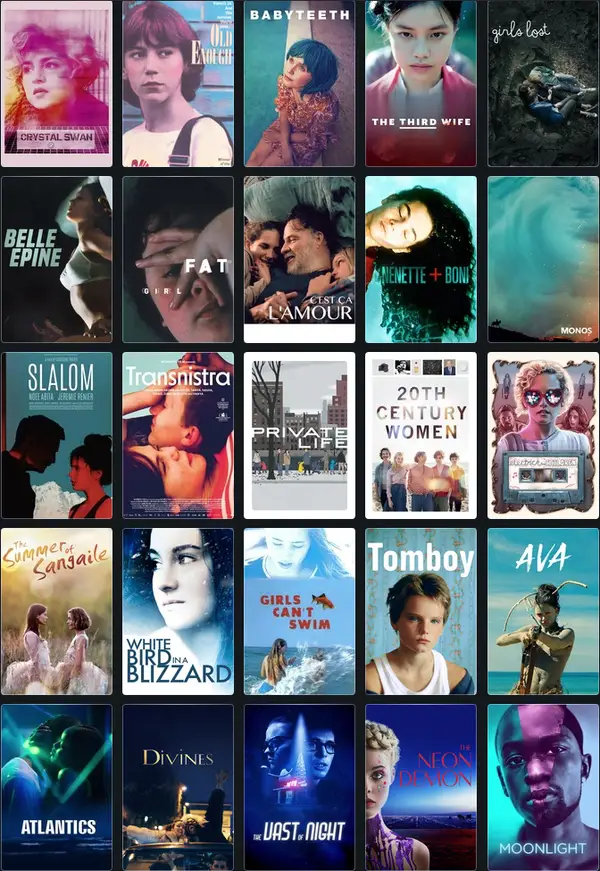 CRYSTAL SWAN
OLD
ENOUGH
BABYTEETH
THE THIRD WIFE
girls lost
BELLE
EPINE
FAT
GIRL
C'EST ÇA
L'AMOUR
NENETTE + BONI
MONOS
SLALOM
NOÉE ABITA JÉRÉMIE RENIER
Transnistra
PRIVATE
LIFE
20TH
CENTURY
WOMEN
The
Summer of
Sangaile
WHITE
BIRD IN A
BLIZZARD
GIRLS
CAN'T
SWIM
Tomboy
AVA
ATLANTICS
DIVINES
THE VAST OF NIGHT
THE
NEON
DEMON
MOONLIGHT